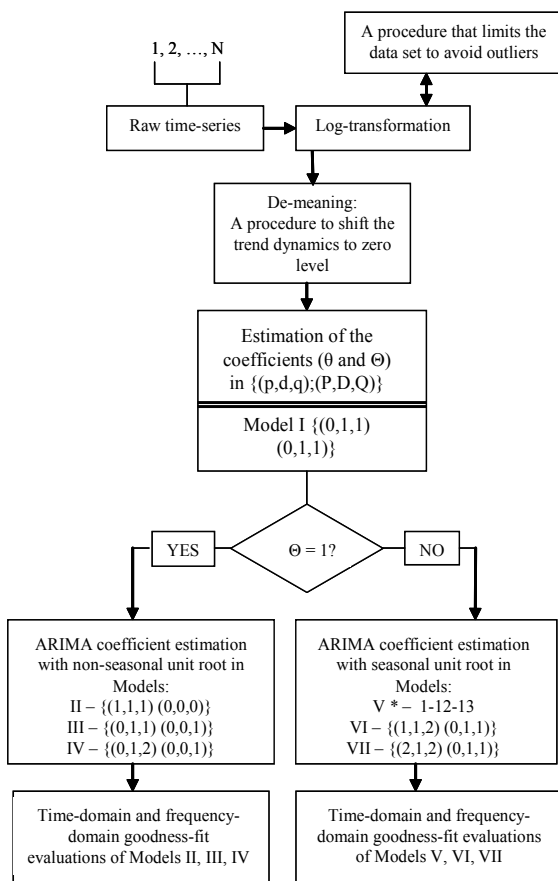 A procedure that limits the
data set to avoid outliers
1, 2, …, N
Raw time-series
Log-transformation
De-meaning:
A procedure to shift the
trend dynamics to zero
level
Estimation of the
coefficients (θ and Θ)
in {(p,d,q);(P,D,Q)}
Model I {(0,1,1)
(0,1,1)}
YES
Θ = 1?
NO
ARIMA coefficient estimation
with non-seasonal unit root in
Models:
II – {(1,1,1) (0,0,0)}
III – {(0,1,1) (0,0,1)}
IV – {(0,1,2) (0,0,1)}
ARIMA coefficient estimation
with seasonal unit root in
Models:
V * – 1-12-13
VI – {(1,1,2) (0,1,1)}
VII – {(2,1,2) (0,1,1)}
Time-domain and frequency-
domain goodness-fit
evaluations of Models II, III, IV
Time-domain and frequency-
domain goodness-fit evaluations
of Models V, VI, VII